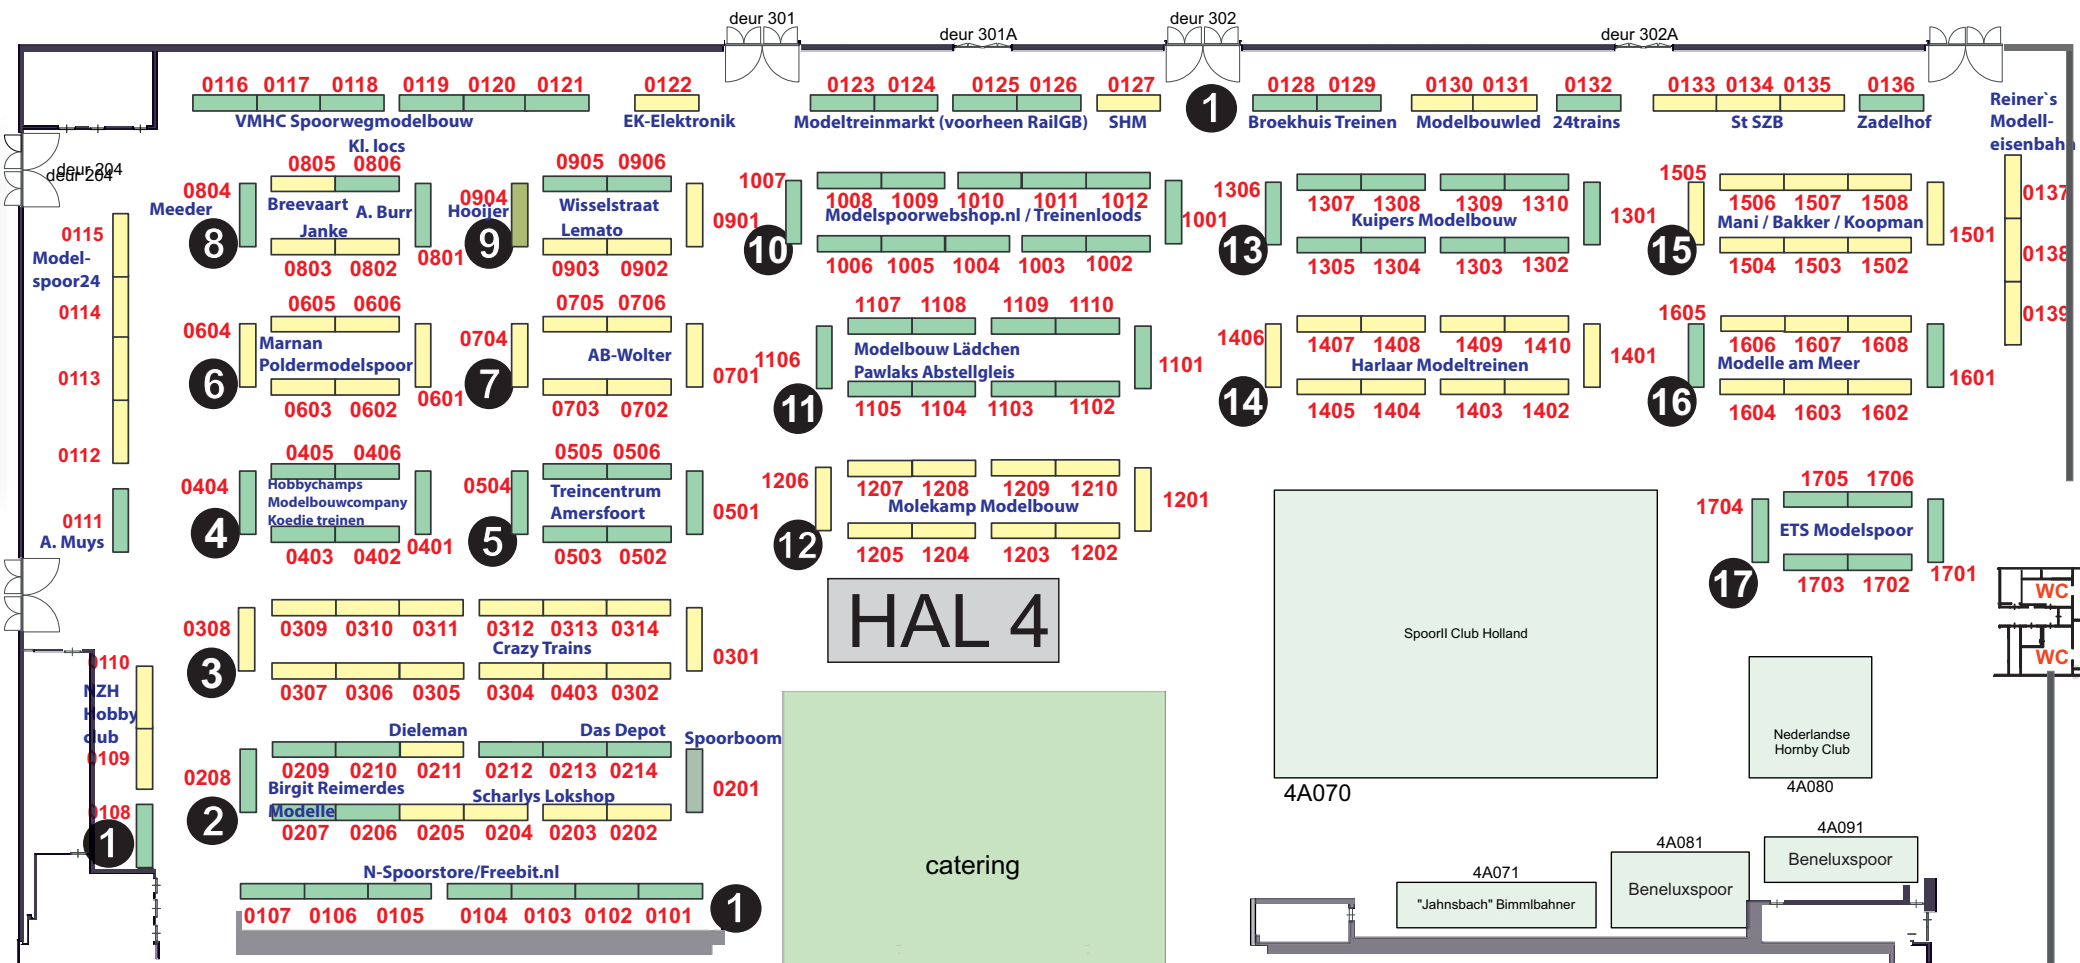 deur 301
deur 301A
deur 302
deur 302A
0116 0117 0118 0119 0120 0121 0122 0123 0124 0125 0126 0127 0128 0129 0130 0131 0132 0133 0134 0135 0136
VMHC Spoorwegmodelbouw EK-Elektronik Modeltreinmarkt (voorheen RailGB) SHM 1 Broekhuis Treinen Modelbouwled 24trains St SZB Zadelhof
Reiner`s
Modell-
eisenbahn
0137
0138
0139
deur 204
deur 204
0115
Model-
spoor24
0114
0113
0112
0111
A. Muys
0804
Meeder
8
Kl. locs
0805 0806
Breevaart A. Burr
Janke
0803 0802
0801
0904
Hooijer
9
0905 0906
Wisselstraat
Lemato
0903 0902
0901
1007
10
1008 1009 1010 1011 1012
Modelspoorwebshop.nl / Treinenloods
1006 1005 1004 1003 1002
1001
1306
13
1307 1308 1309 1310
Kuipers Modelbouw
1305 1304 1303 1302
1301
1505
15
1506 1507 1508
Mani / Bakker / Koopman
1504 1503 1502
1501
0604
6
0605 0606
Marnan
Poldermodelspoor
0603 0602
0601
0704
7
0705 0706
AB-Wolter
0703 0702
0701
1106
11
1107 1108 1109 1110
Modelbouw Lädchen
Pawlaks Abstellgleis
1105 1104 1103 1102
1101
1406
14
1407 1408 1409 1410
Harlaar Modeltreinen
1405 1404 1403 1402
1401
1605
16
1606 1607 1608
Modelle am Meer
1604 1603 1602
1601
0404
4
0405 0406
Hobbychamps
Modelbouwcompany
Koedie treinen
0403 0402
0401
0504
5
0505 0506
Treincentrum
Amersfoort
0503 0502
0501
1206
12
1207 1208 1209 1210
Molekamp Modelbouw
1205 1204 1203 1202
1201
1704
17
1705 1706
ETS Modelspoor
1703 1702
1701
WC
WC
HAL 4
0308
3
0309 0310 0311 0312 0313 0314
Crazy Trains
0307 0306 0305 0304 0403 0302
0301
0110
NZH
Hobby
club
0109
0108
1
0208
2
Dieleman Das Depot Spoorboom
0209 0210 0211 0212 0213 0214
0201
Birgit Reimerdes
Modelle
Scharlys Lokshop
0207 0206 0205 0204 0203 0202
N-Spoorstore/Freebit.nl
0107 0106 0105 0104 0103 0102 0101
1
catering
SpoorII Club Holland
4A070
Nederlandse
Hornby Club
4A080
4A091
Beneluxspoor
4A081
Beneluxspoor
4A071
"Jahnsbach" Bimmlbahner